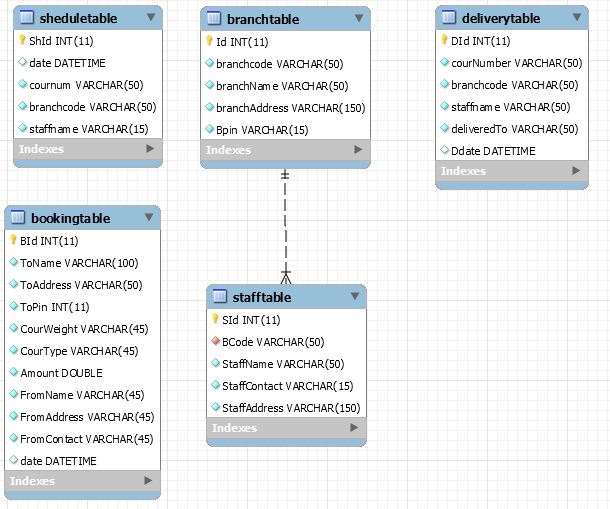 sheduletable
ShId INT(11)
date DATETIME
cournum VARCHAR(50)
branchcode VARCHAR(50)
staffname VARCHAR(15)
Indexes
branchtable
Id INT(11)
branchcode VARCHAR(50)
branchName VARCHAR(50)
branchAddress VARCHAR(150)
Bpin VARCHAR(15)
Indexes
deliverytable
DId INT(11)
courNumber VARCHAR(50)
branchcode VARCHAR(50)
staffname VARCHAR(50)
deliveredTo VARCHAR(50)
Ddate DATETIME
Indexes
bookingtable
BId INT(11)
ToName VARCHAR(100)
ToAddress VARCHAR(50)
ToPin INT(11)
CourWeight VARCHAR(45)
CourType VARCHAR(45)
Amount DOUBLE
FromName VARCHAR(45)
FromAddress VARCHAR(45)
FromContact VARCHAR(45)
date DATETIME
Indexes
stafftable
SId INT(11)
BCode VARCHAR(50)
StaffName VARCHAR(50)
StaffContact VARCHAR(15)
StaffAddress VARCHAR(150)
Indexes